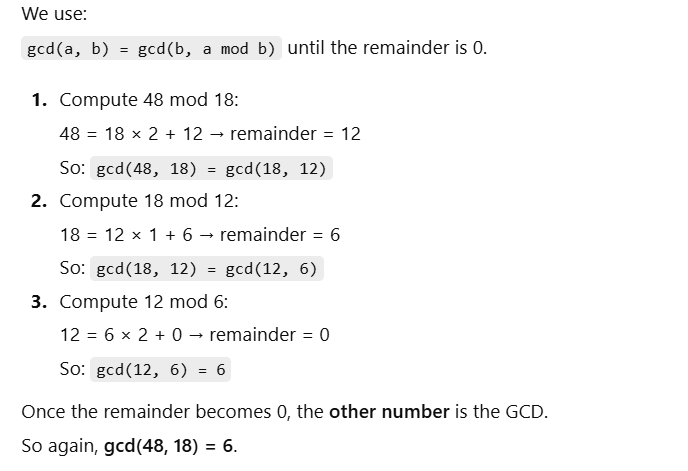 We use:
gcd(a, b) = gcd(b, a mod b) until the remainder is 0.
1. Compute 48 mod 18:
48 = 18 × 2 + 12 → remainder = 12
So: gcd(48, 18) = gcd(18, 12)
2. Compute 18 mod 12:
18 = 12 × 1 + 6 → remainder = 6
So: gcd(18, 12) = gcd(12, 6)
3. Compute 12 mod 6:
12 = 6 × 2 + 0 → remainder = 0
So: gcd(12, 6) = 6
Once the remainder becomes 0, the other number is the GCD.
So again, gcd(48, 18) = 6.